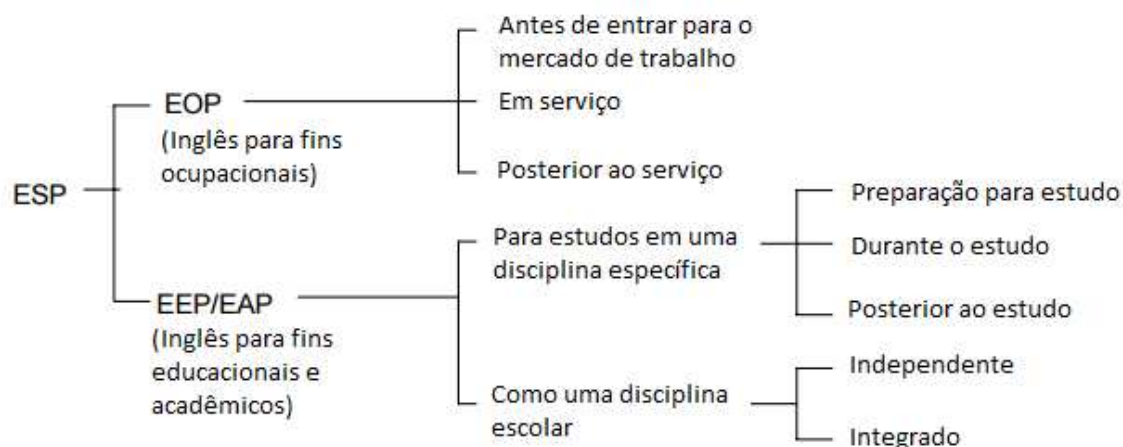 ESP
EOP
(Inglês para fins
ocupacionais)
Antes de entrar para o
mercado de trabalho
Em serviço
Posterior ao serviço
EEP/EAP
(Inglês para fins
educacionais e
acadêmicos)
Para estudos em uma
disciplina específica
Preparação para estudo
Durante o estudo
Posterior ao estudo
Como uma disciplina
escolar
Independente
Integrado